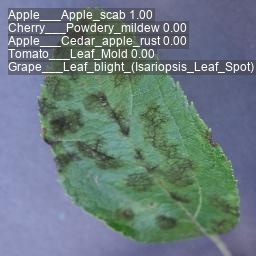 Apple___Apple_scab 1.00
Cherry___Powdery_mildew 0.00
Apple___Cedar_apple_rust 0.00
Tomato___Leaf_Mold 0.00
Grape___Leaf_blight_(Isariopsis_Leaf_Spot)